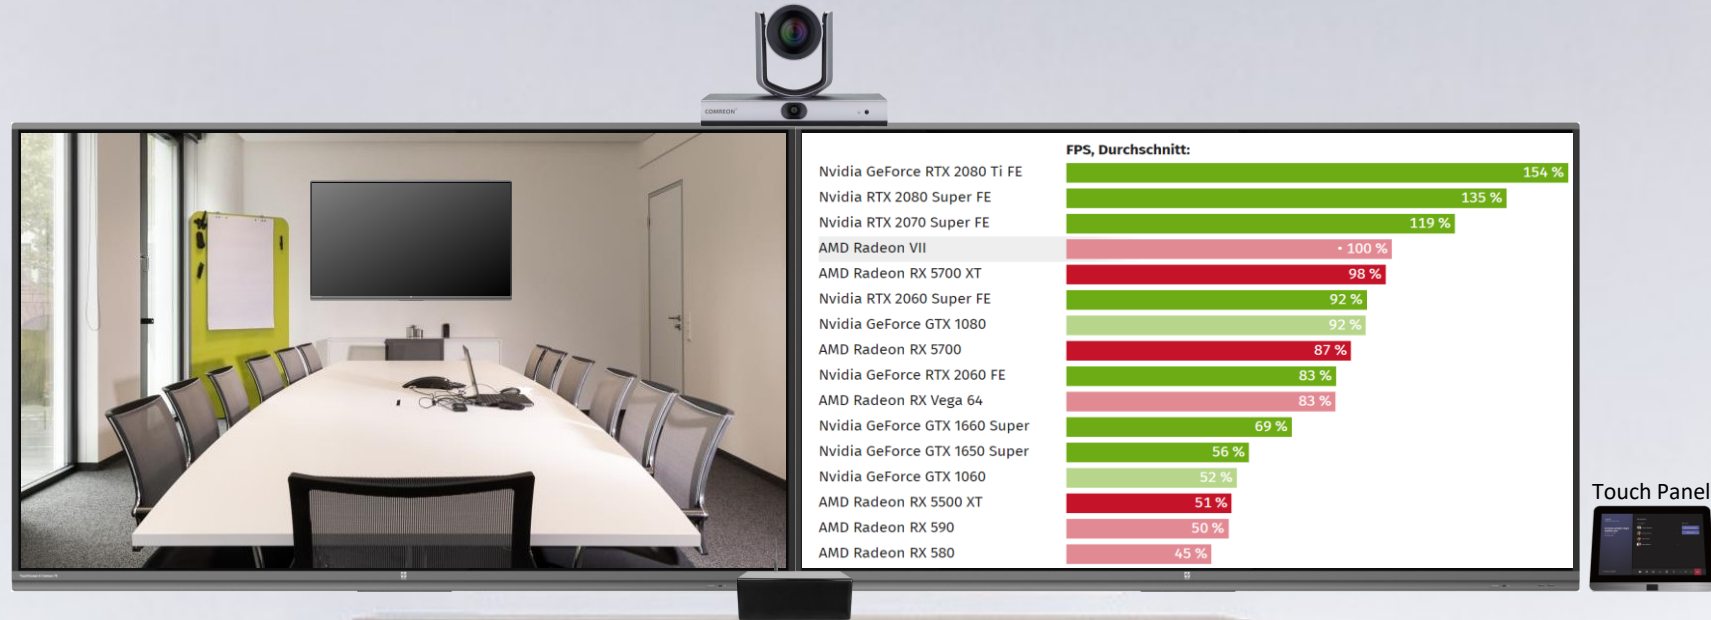 COMREON
FPS, Durchschnitt:
Nvidia GeForce RTX 2080 Ti FE 154 %
Nvidia RTX 2080 Super FE 135 %
Nvidia RTX 2070 Super FE 119 %
AMD Radeon VII • 100 %
AMD Radeon RX 5700 XT 98 %
Nvidia RTX 2060 Super FE 92 %
Nvidia GeForce GTX 1080 92 %
AMD Radeon RX 5700 87 %
Nvidia GeForce RTX 2060 FE 83 %
AMD Radeon RX Vega 64 83 %
Nvidia GeForce GTX 1660 Super 69 %
Nvidia GeForce GTX 1650 Super 56 %
Nvidia GeForce GTX 1060 52 %
AMD Radeon RX 5500 XT 51 %
AMD Radeon RX 590 50 %
AMD Radeon RX 580 45 %
Touch Panel